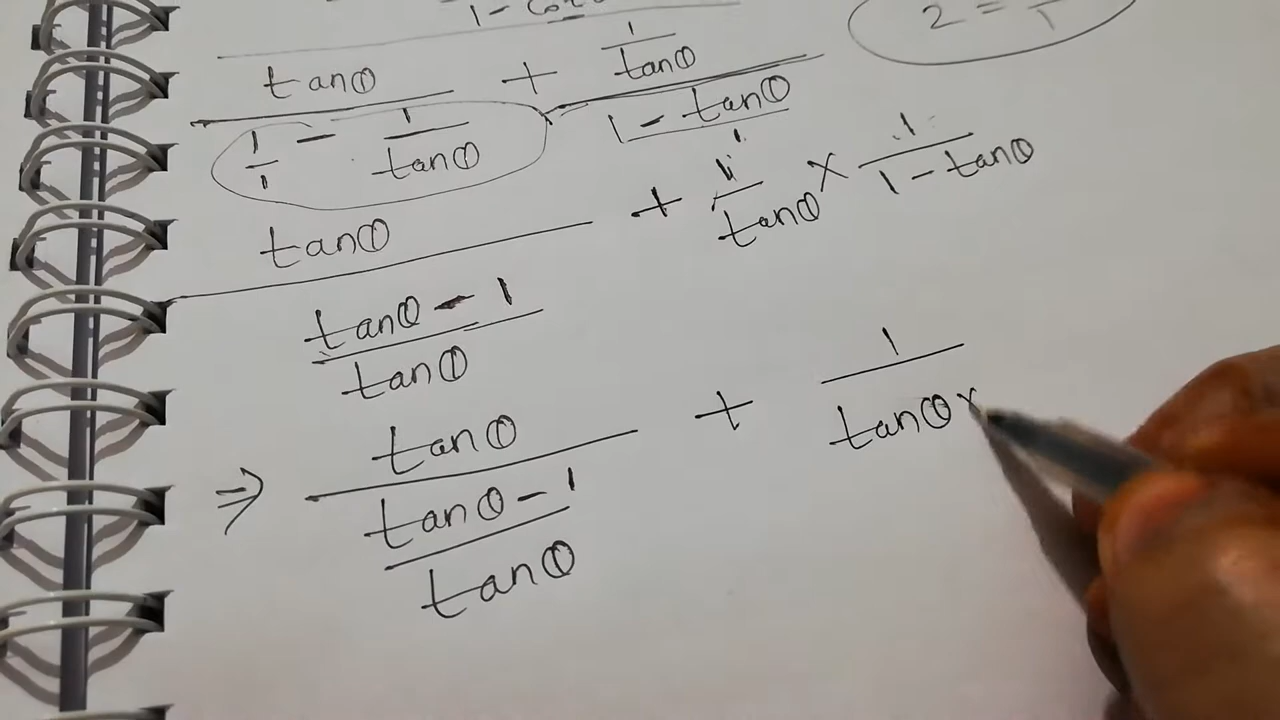 1 - cot
2 = /1
tanθ/(1/1 - 1/tanθ) + (1/tanθ)/(1 - tanθ)
tanθ/((tanθ - 1)/tanθ) + 1/tanθ × 1/(1 - tanθ)
⇒ tanθ/((tanθ - 1)/tanθ) + 1/(tanθ ×